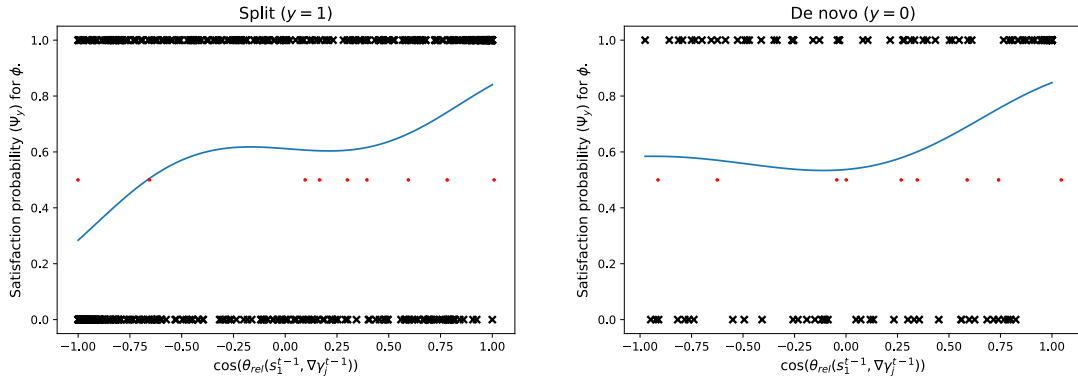 Split (y = 1)
Satisfaction probability (Ψ_y) for ϕ.
1.0
0.8
0.6
0.4
0.2
0.0
−1.00 −0.75 −0.50 −0.25 0.00 0.25 0.50 0.75 1.00
cos(θ_rel(s_1^{t−1}, ∇γ_j^{t−1}))
De novo (y = 0)
Satisfaction probability (Ψ_y) for ϕ.
1.0
0.8
0.6
0.4
0.2
0.0
−1.00 −0.75 −0.50 −0.25 0.00 0.25 0.50 0.75 1.00
cos(θ_rel(s_1^{t−1}, ∇γ_j^{t−1}))